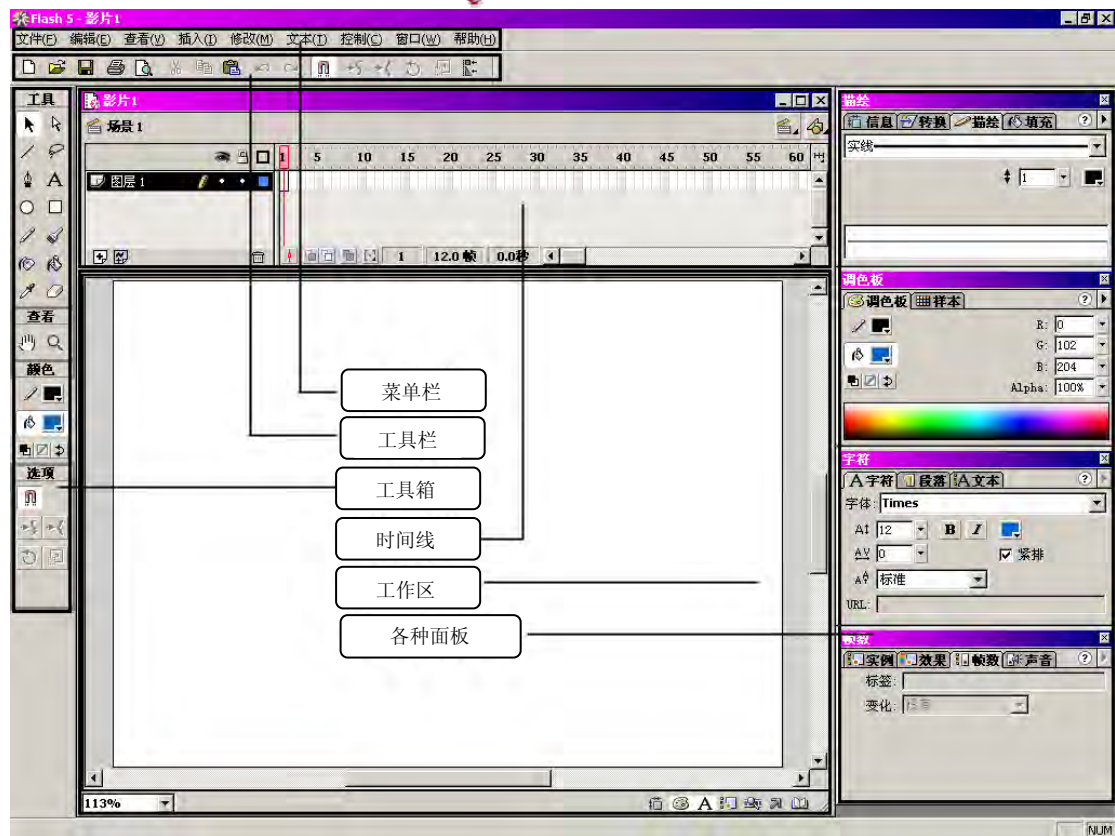 Flash 5 - 影片1
文件(F) 编辑(E) 查看(V) 插入(I) 修改(M) 文本(T) 控制(C) 窗口(W) 帮助(H)
工具
查看
颜色
选项
影片1
场景 1
1 5 10 15 20 25 30 35 40 45 50 55 60
图层 1
1 12.0 帧 0.0秒
菜单栏
工具栏
工具箱
时间线
工作区
各种面板
113%
描绘
信息 转换 描绘 填充
实线
1
调色板
调色板 样本
R: 0
G: 102
B: 204
Alpha: 100%
字符
A 字符 段落 A 文本
字体: Times
12 B I
0 紧排
标准
URL:
帧数
实例 效果 帧数 声音
标签:
变化:
NUM